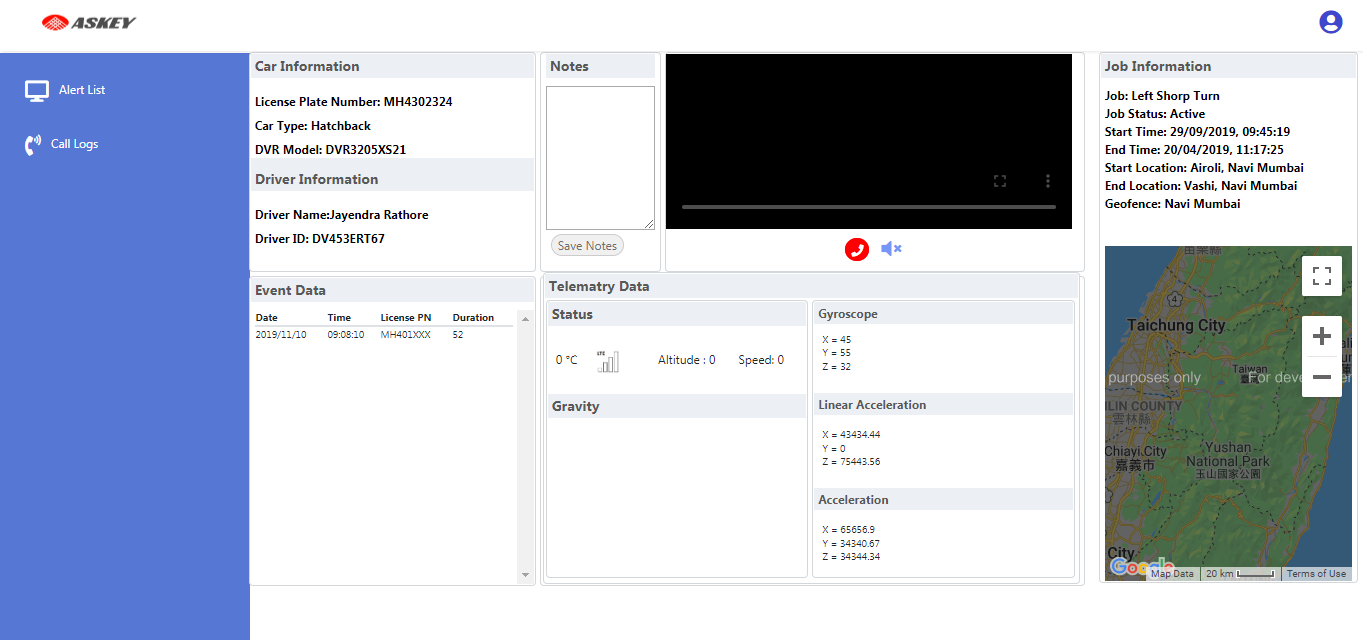 ASKEY
Alert List
Call Logs
Car Information
License Plate Number: MH4302324
Car Type: Hatchback
DVR Model: DVR3205XS21
Driver Information
Driver Name:Jayendra Rathore
Driver ID: DV453ERT67
Event Data
Date Time License PN Duration
2019/11/10 09:08:10 MH401XXX 52
Notes
Save Notes
Telematry Data
Status
0 °C LTE Altitude : 0 Speed: 0
Gravity
Gyroscope
X = 45
Y = 55
Z = 32
Linear Acceleration
X = 43434.44
Y = 0
Z = 75443.56
Acceleration
X = 65656.9
Y = 34340.67
Z = 34344.34
Job Information
Job: Left Shorp Turn
Job Status: Active
Start Time: 29/09/2019, 09:45:19
End Time: 20/04/2019, 11:17:25
Start Location: Airoli, Navi Mumbai
End Location: Vashi, Navi Mumbai
Geofence: Navi Mumbai
苗栗縣
4
Taichung City
Taiwan
purposes only For deve
LIN COUNTY
雲林縣
Chiayi City
嘉義市
Yushan
National Park
玉山國家公園
City
Google
Map Data 20 km Terms of Use